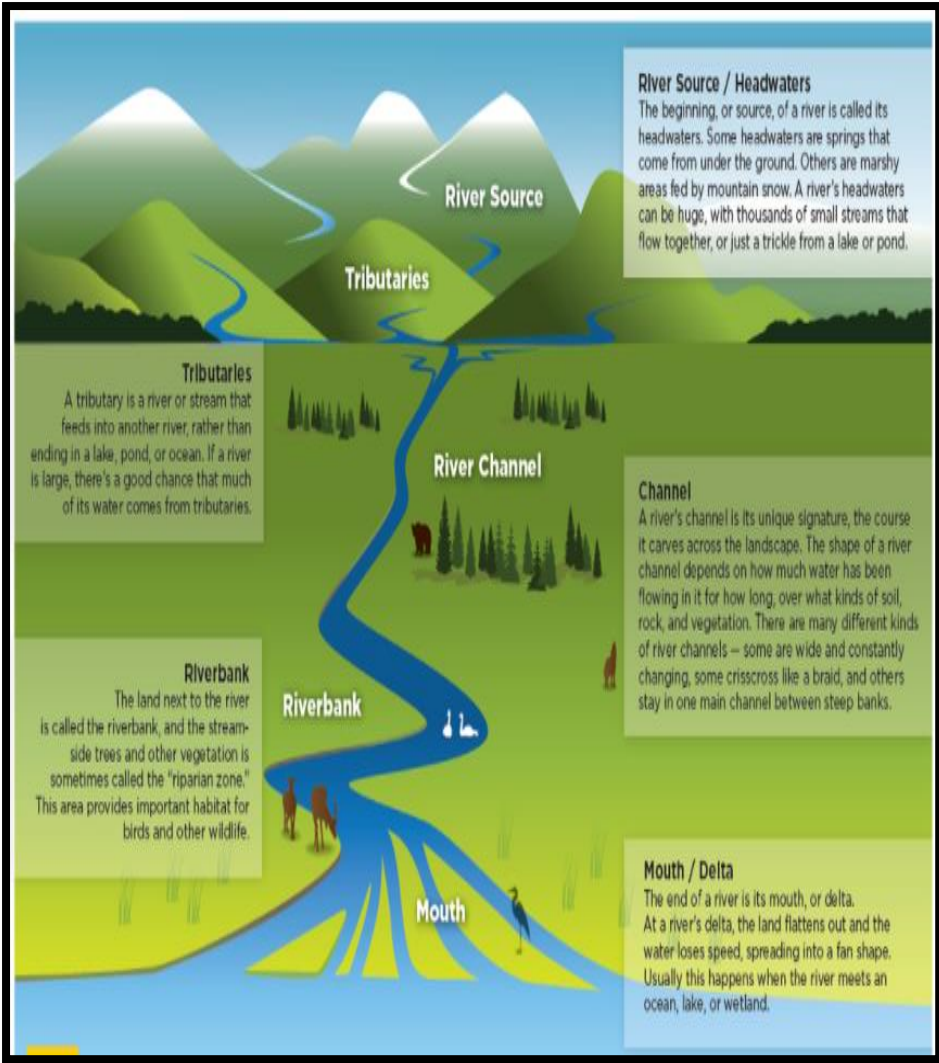 River Source / Headwaters
The beginning, or source, of a river is called its
headwaters. Some headwaters are springs that
come from under the ground. Others are marshy
areas fed by mountain snow. A river's headwaters
can be huge, with thousands of small streams that
flow together, or just a trickle from a lake or pond.
River Source
Tributaries
Tributaries
A tributary is a river or stream that
feeds into another river, rather than
ending in a lake, pond, or ocean. If a river
is large, there's a good chance that much
of its water comes from tributaries.
River Channel
Channel
A river's channel is its unique signature, the course
it carves across the landscape. The shape of a river
channel depends on how much water has been
flowing in it for how long, over what kinds of soil,
rock, and vegetation. There are many different kinds
of river channels – some are wide and constantly
changing, some crisscross like a braid, and others
stay in one main channel between steep banks.
Riverbank
The land next to the river
is called the riverbank, and the stream-
side trees and other vegetation is
sometimes called the "riparian zone."
This area provides important habitat for
birds and other wildlife.
Riverbank
Mouth
Mouth / Delta
The end of a river is its mouth, or delta.
At a river's delta, the land flattens out and the
water loses speed, spreading into a fan shape.
Usually this happens when the river meets an
ocean, lake, or wetland.